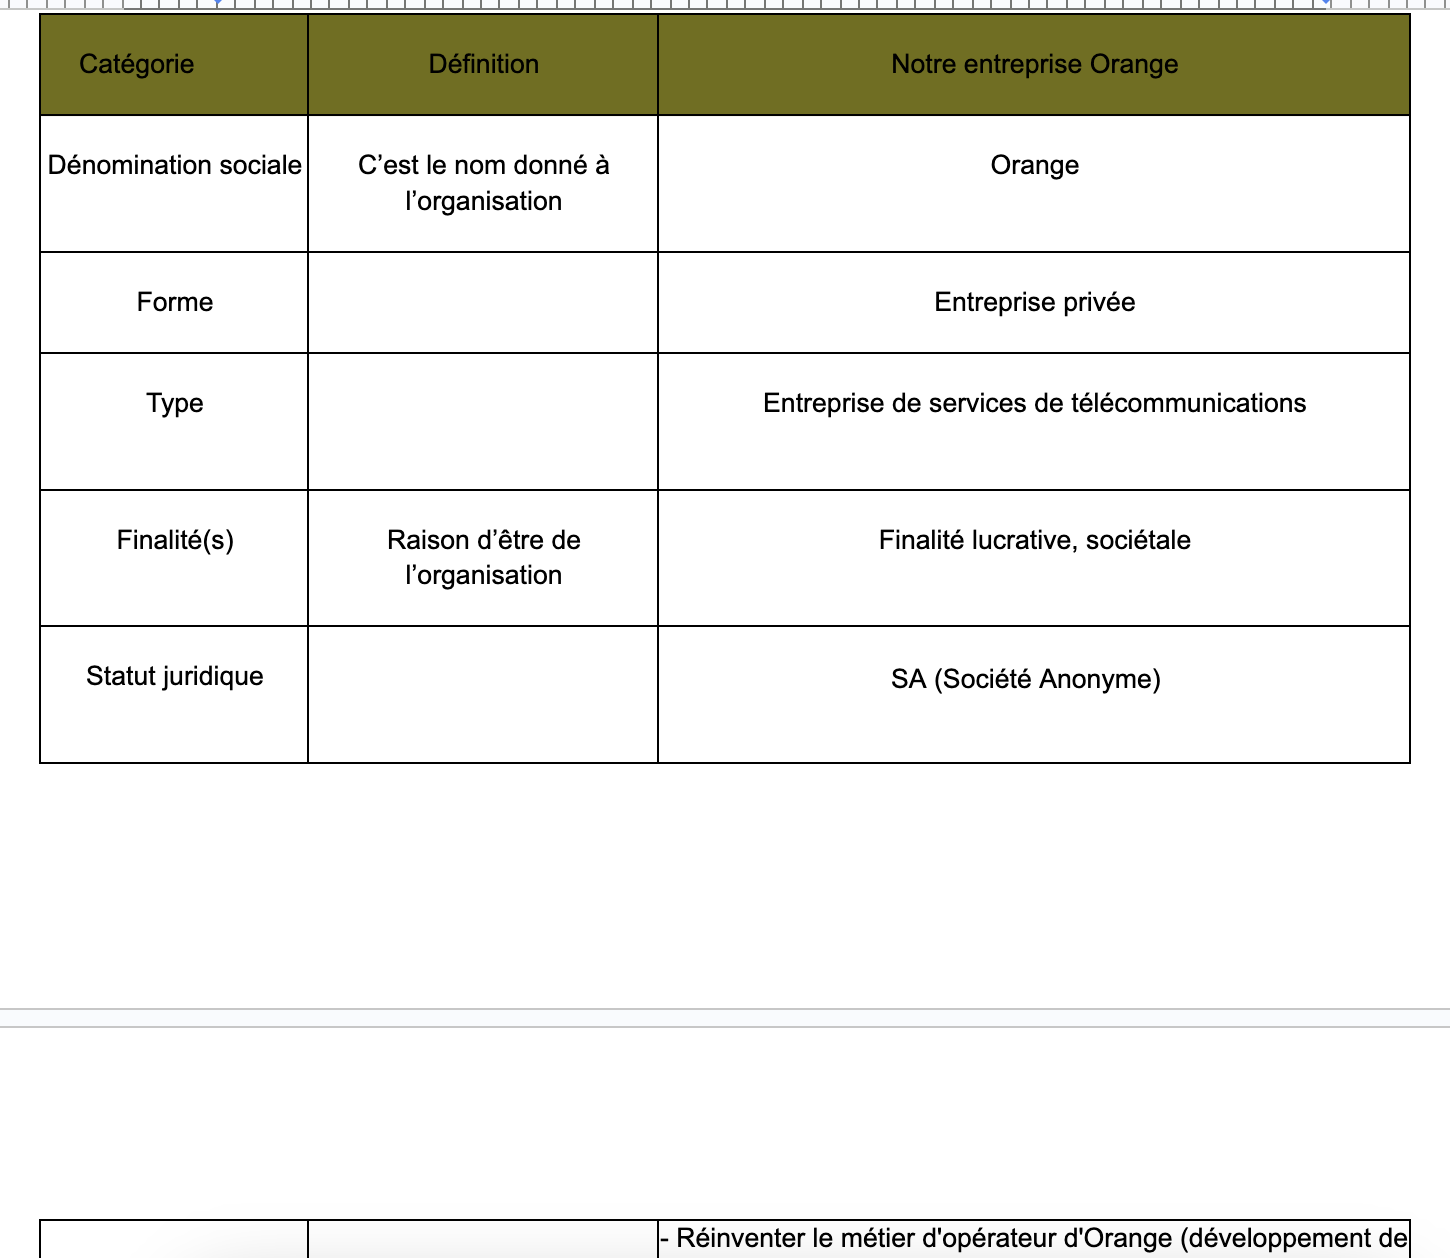 Catégorie
Définition
Notre entreprise Orange
Dénomination sociale
C’est le nom donné à
l’organisation
Orange
Forme
Entreprise privée
Type
Entreprise de services de télécommunications
Finalité(s)
Raison d’être de
l’organisation
Finalité lucrative, sociétale
Statut juridique
SA (Société Anonyme)
- Réinventer le métier d'opérateur d'Orange (développement de